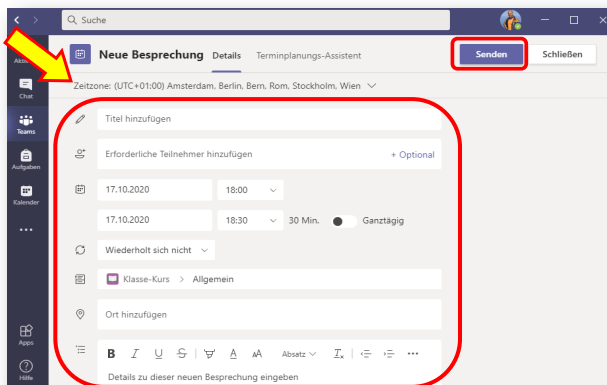 Suche
Neue Besprechung Details Terminplanungs-Assistent Senden Schließen
Zeitzone: (UTC+01:00) Amsterdam, Berlin, Bern, Rom, Stockholm, Wien
Chat
Titel hinzufügen
Teams
Erforderliche Teilnehmer hinzufügen + Optional
Aufgaben
17.10.2020 18:00
Kalender
17.10.2020 18:30 30 Min. Ganztägig
Wiederholt sich nicht
Klasse-Kurs > Allgemein
Ort hinzufügen
Apps
B I U S A AA Absatz Tx
Hilfe
Details zu dieser neuen Besprechung eingeben